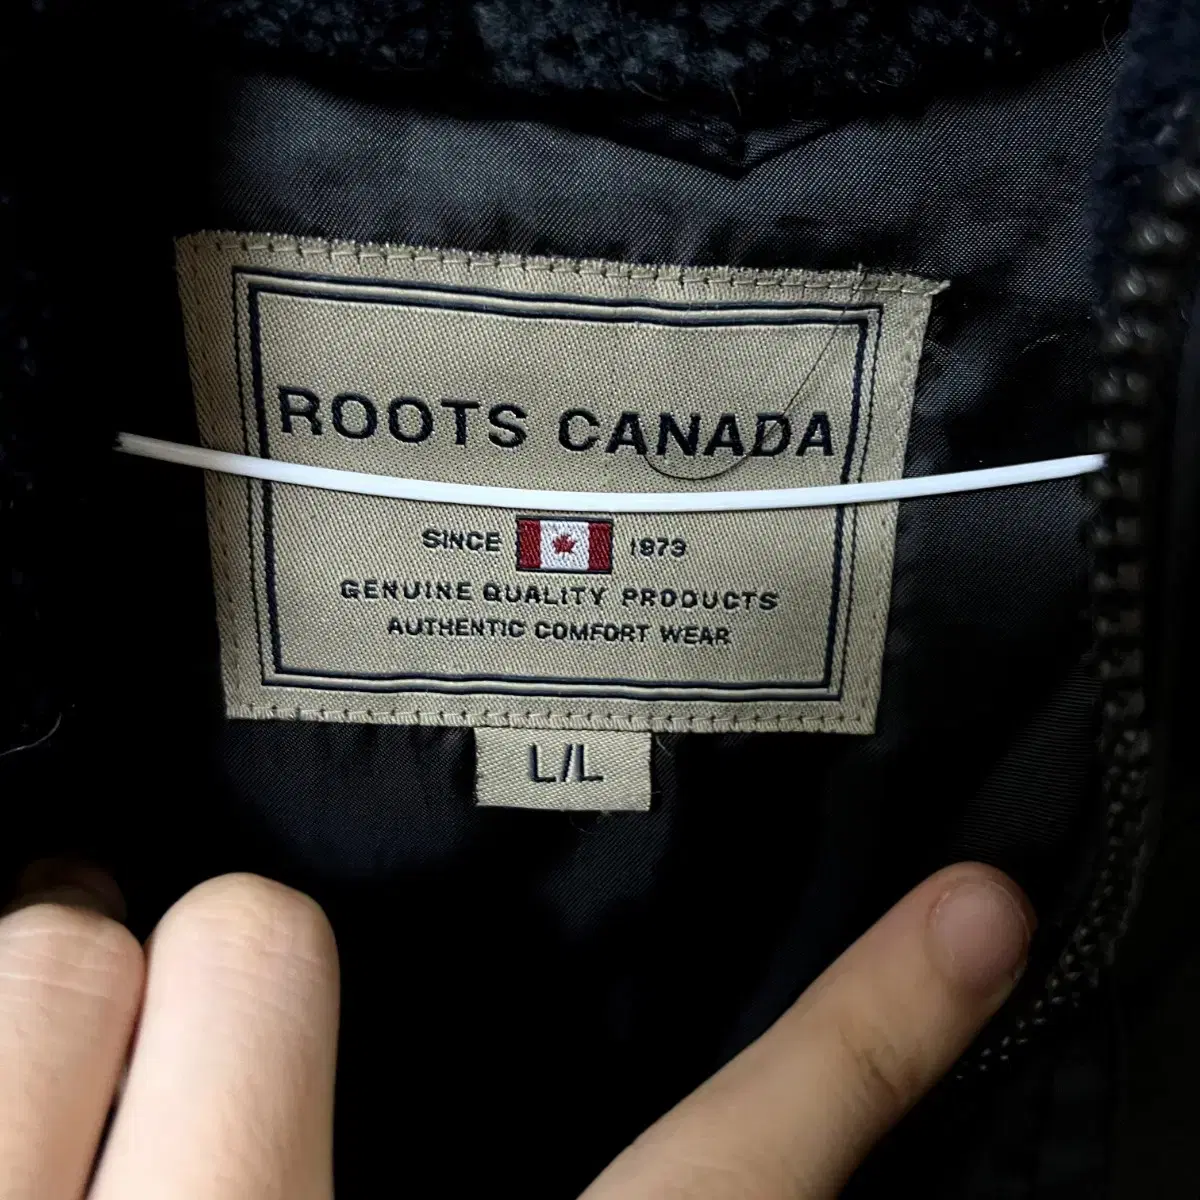 ROOTS CANADA
SINCE 1973
GENUINE QUALITY PRODUCTS
AUTHENTIC COMFORT WEAR
L/L